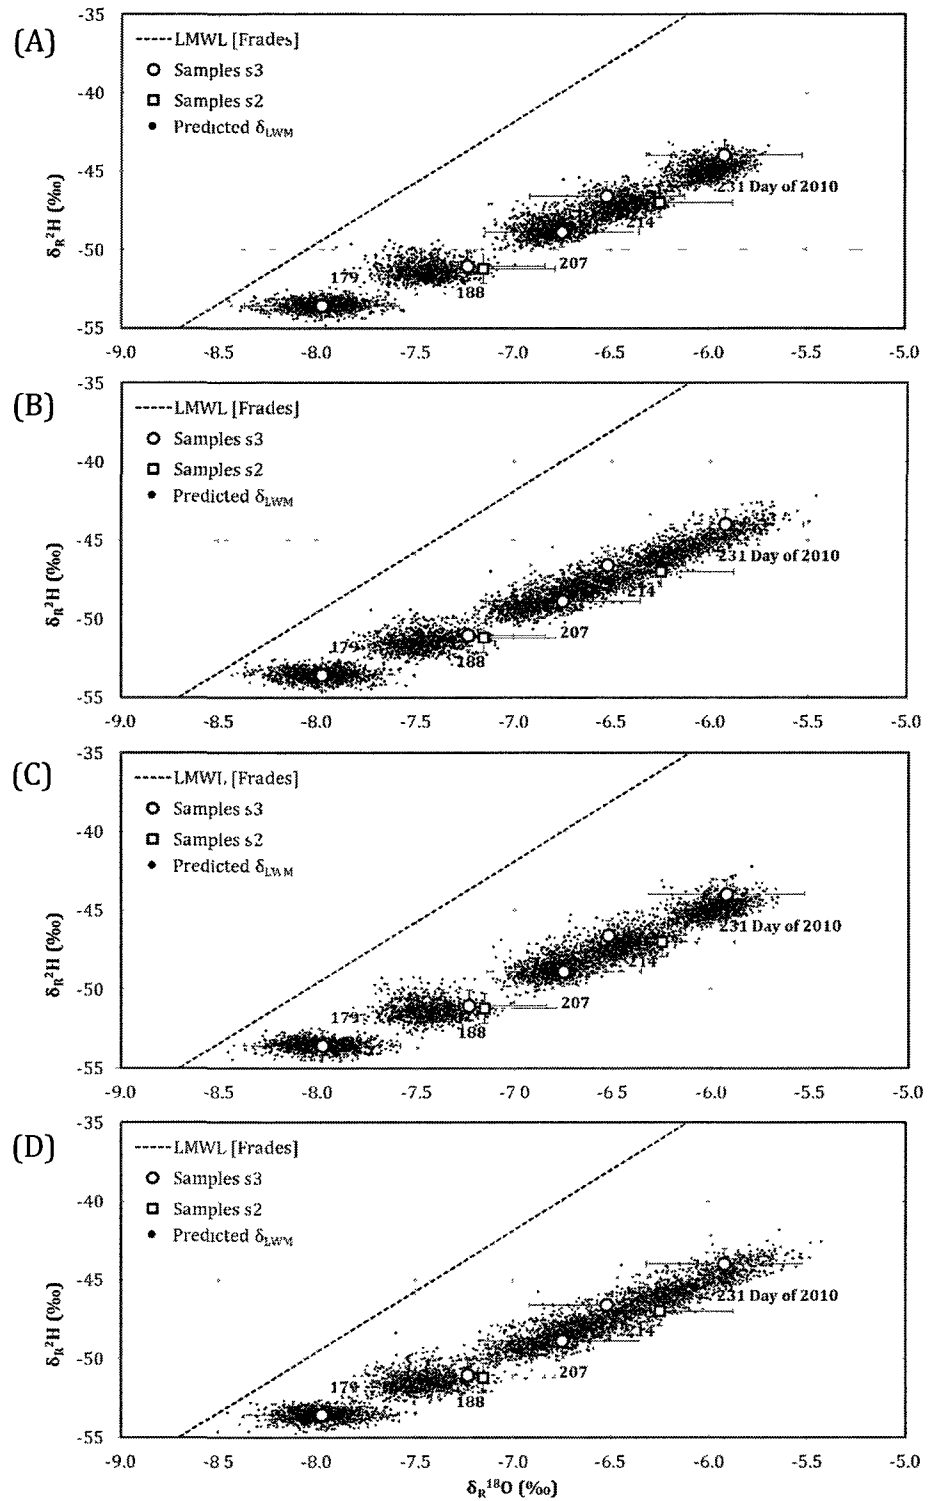 (A)
-35
-40
-45
-50
-55
δR²H (‰)
LMWL [Frades]
Samples s3
Samples s2
Predicted δLWM
231 Day of 2010
214
207
188
179
-9.0 -8.5 -8.0 -7.5 -7.0 -6.5 -6.0 -5.5 -5.0
(B)
-35
-40
-45
-50
-55
δR²H (‰)
LMWL [Frades]
Samples s3
Samples s2
Predicted δLWM
231 Day of 2010
214
207
188
179
-9.0 -8.5 -8.0 -7.5 -7.0 -6.5 -6.0 -5.5 -5.0
(C)
-35
-40
-45
-50
-55
δR²H (‰)
LMWL [Frades]
Samples s3
Samples s2
Predicted δLWM
231 Day of 2010
214
207
188
179
-9.0 -8.5 -8.0 -7.5 -7 0 -6 5 -6.0 -5.5 -5.0
(D)
-35
-40
-45
-50
-55
δR²H (‰)
LMWL [Frades]
Samples s3
Samples s2
Predicted δLWM
231 Day of 2010
207
188
179
-9.0 -8.5 -8.0 -7.5 -7.0 -6.5 -6.0 -5.5 -5.0
δR¹⁸O (‰)